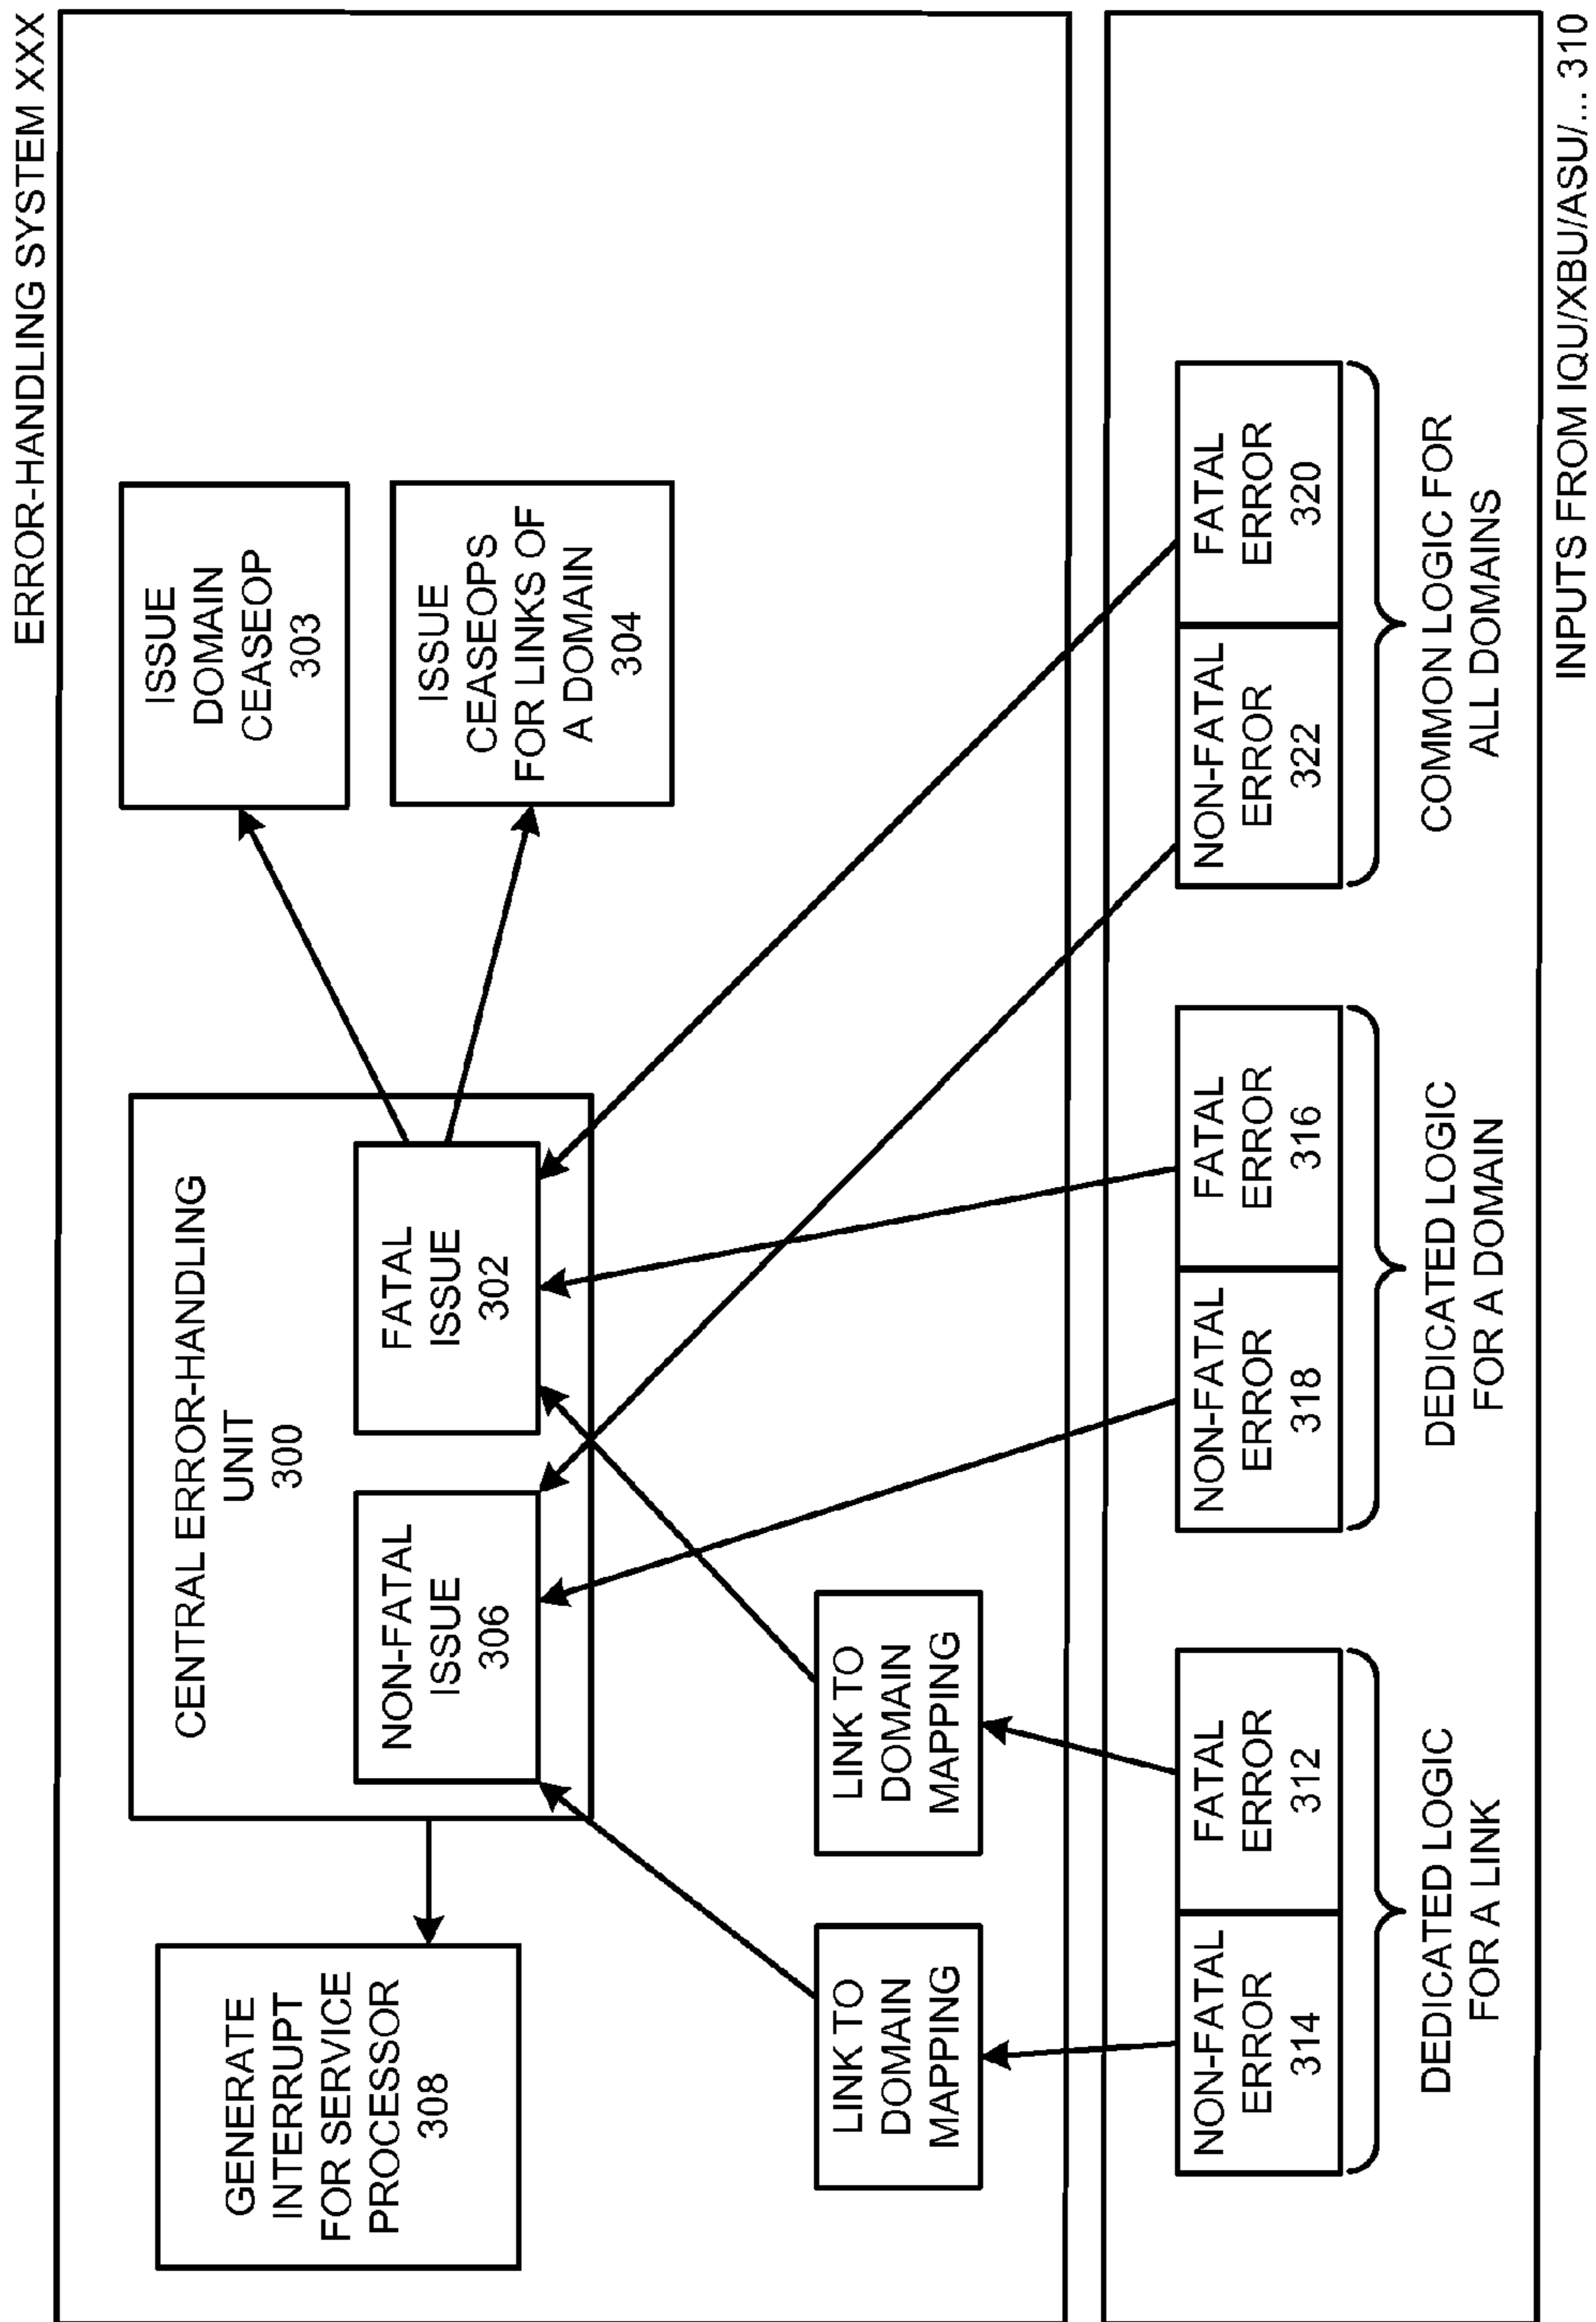 ERROR-HANDLING SYSTEM XXX
GENERATE
INTERRUPT
FOR SERVICE
PROCESSOR
308
CENTRAL ERROR-HANDLING
UNIT
300
NON-FATAL
ISSUE
306
FATAL
ISSUE
302
ISSUE
DOMAIN
CEASEOP
303
ISSUE
CEASEOPS
FOR LINKS OF
A DOMAIN
304
LINK TO
DOMAIN
MAPPING
LINK TO
DOMAIN
MAPPING
NON-FATAL
ERROR
314
FATAL
ERROR
312
DEDICATED LOGIC
FOR A LINK
NON-FATAL
ERROR
318
FATAL
ERROR
316
DEDICATED LOGIC
FOR A DOMAIN
NON-FATAL
ERROR
322
FATAL
ERROR
320
COMMON LOGIC FOR
ALL DOMAINS
INPUTS FROM IQU/XBU/ASU/... 310